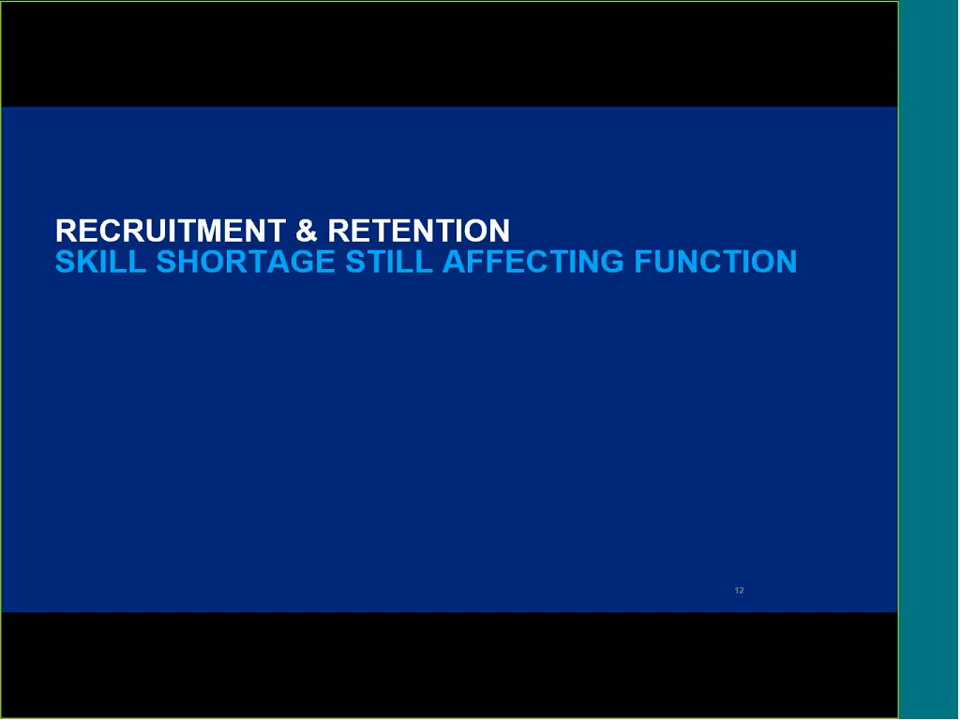 RECRUITMENT & RETENTION
SKILL SHORTAGE STILL AFFECTING FUNCTION
12